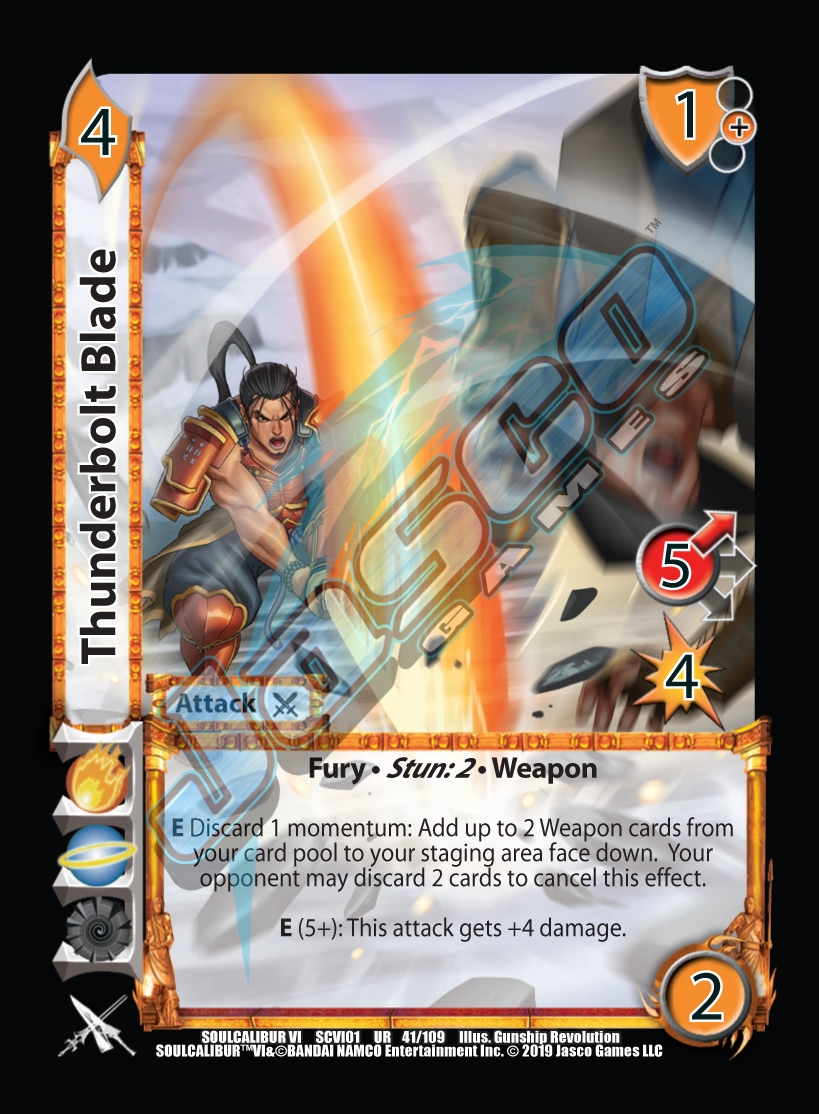 4
1
+
Thunderbolt Blade
JASCO
GAMES
TM
5
4
Attack
Fury • Stun: 2 • Weapon
E Discard 1 momentum: Add up to 2 Weapon cards from
your card pool to your staging area face down. Your
opponent may discard 2 cards to cancel this effect.
E (5+): This attack gets +4 damage.
2
SOULCALIBUR VI SCVI01 UR 41/109 Illus. Gunship Revolution
SOULCALIBUR™VI&©BANDAI NAMCO Entertainment Inc. © 2019 Jasco Games LLC